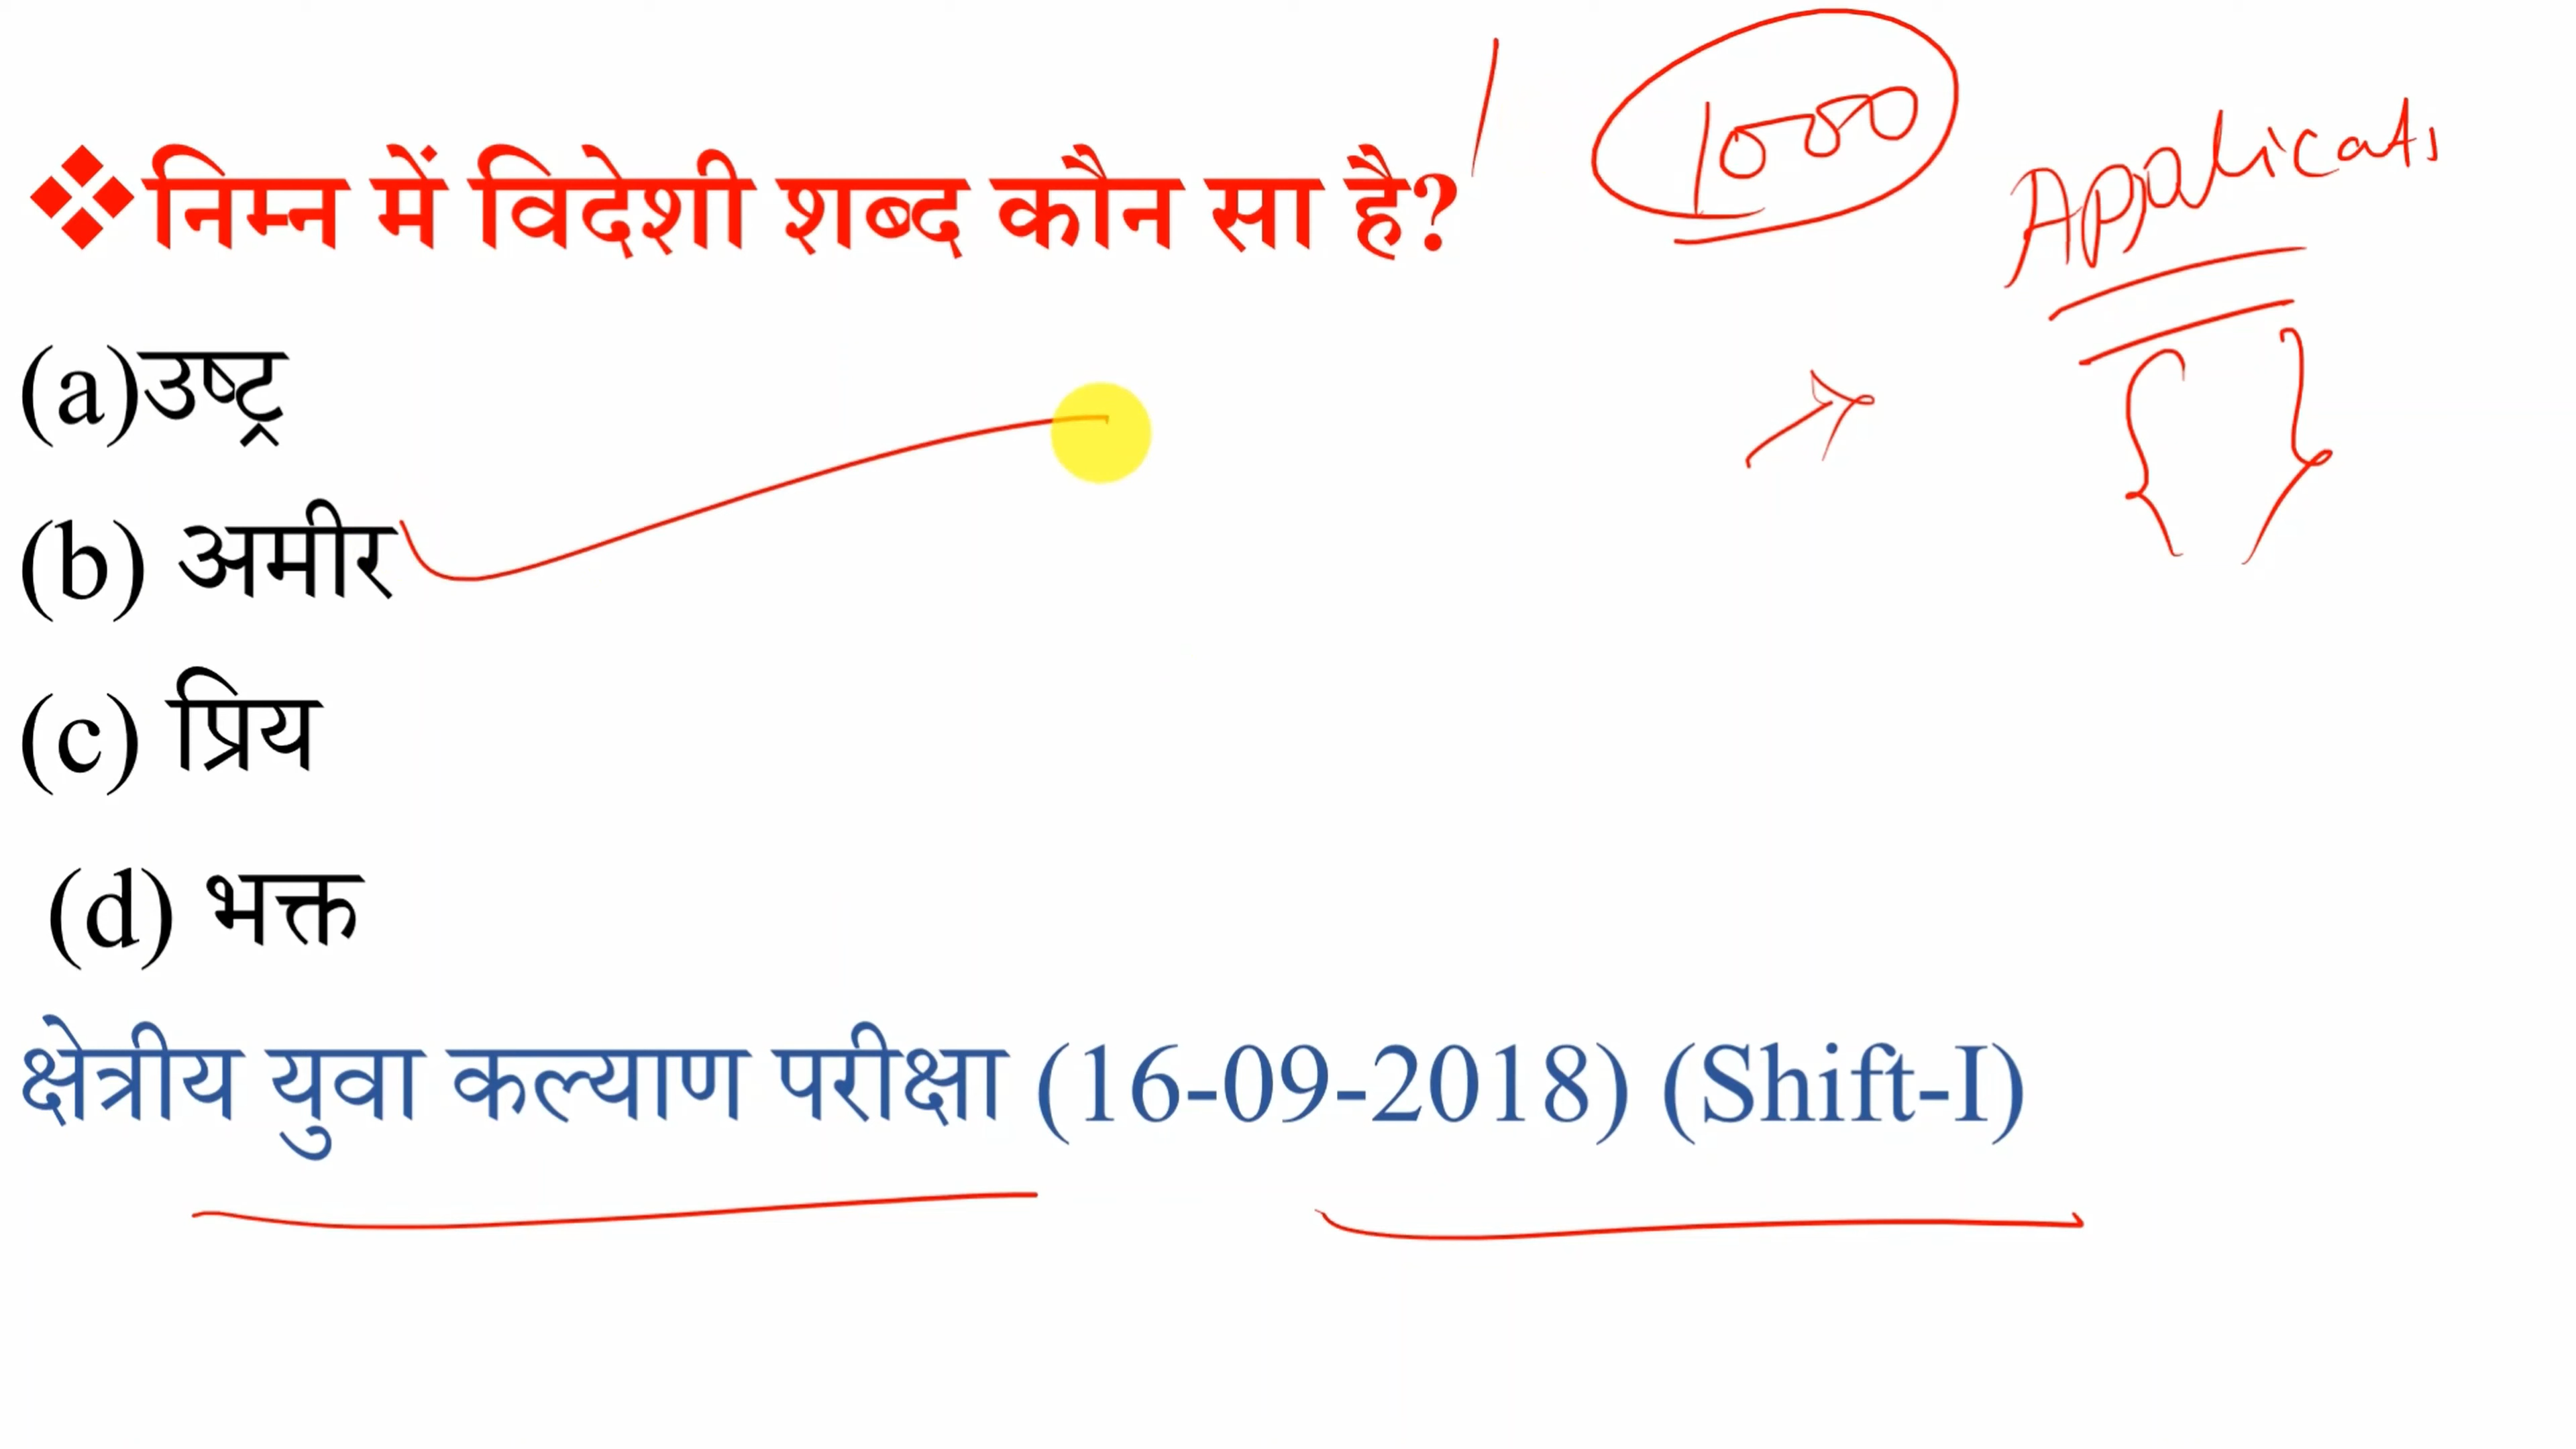 ❖निम्न में विदेशी शब्द कौन सा है?
1000
(a)उष्ट्र
(b) अमीर
(c) प्रिय
(d) भक्त
क्षेत्रीय युवा कल्याण परीक्षा (16-09-2018) (Shift-I)